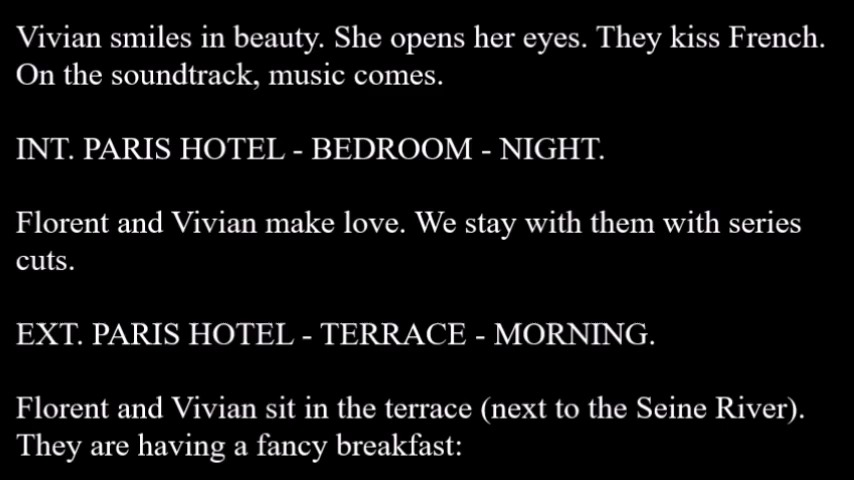 Vivian smiles in beauty. She opens her eyes. They kiss French.
On the soundtrack, music comes.
INT. PARIS HOTEL - BEDROOM - NIGHT.
Florent and Vivian make love. We stay with them with series
cuts.
EXT. PARIS HOTEL - TERRACE - MORNING.
Florent and Vivian sit in the terrace (next to the Seine River).
They are having a fancy breakfast: